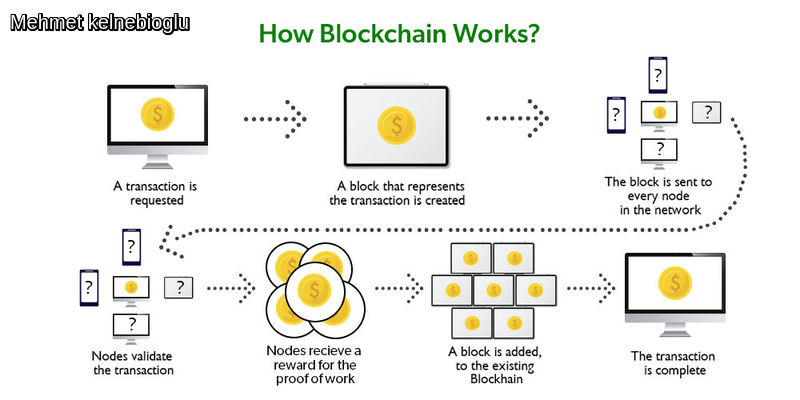 Mehmet kelnebioglu
How Blockchain Works?
$
$
?
?
$
?
?
A transaction is
requested
A block that represents
the transaction is created
The block is sent to
every node
in the network
?
?
$
?
?
$
$
$
$
$
$
$
$
$
$
$
$
$
Nodes validate
the transaction
Nodes recieve a
reward for the
proof of work
A block is added,
to the existing
Blockhain
The transaction
is complete